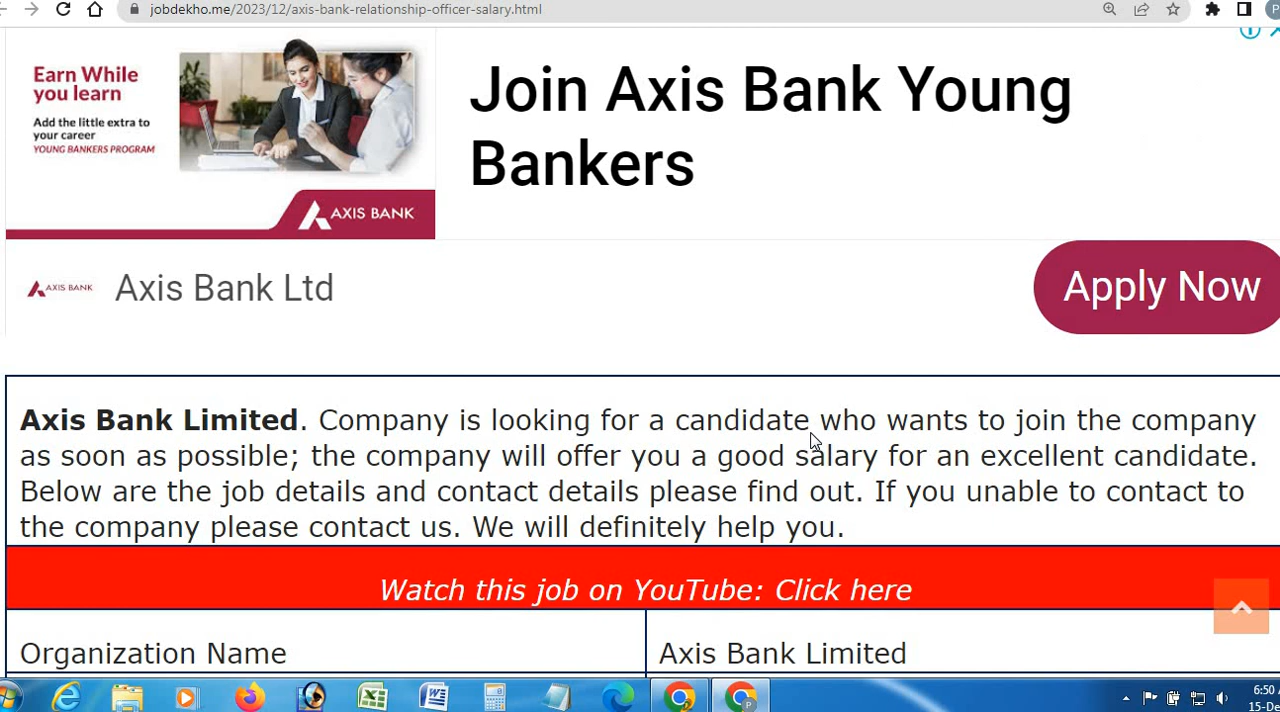 jobdekho.me/2023/12/axis-bank-relationship-officer-salary.html
P
Earn While
you learn
Add the little extra to
your career
YOUNG BANKERS PROGRAM
AXIS BANK
Join Axis Bank Young
Bankers
AXIS BANK
Axis Bank Ltd
Apply Now
Axis Bank Limited. Company is looking for a candidate who wants to join the company
as soon as possible; the company will offer you a good salary for an excellent candidate.
Below are the job details and contact details please find out. If you unable to contact to
the company please contact us. We will definitely help you.
Watch this job on YouTube: Click here
Organization Name
Axis Bank Limited
6:50
15-De